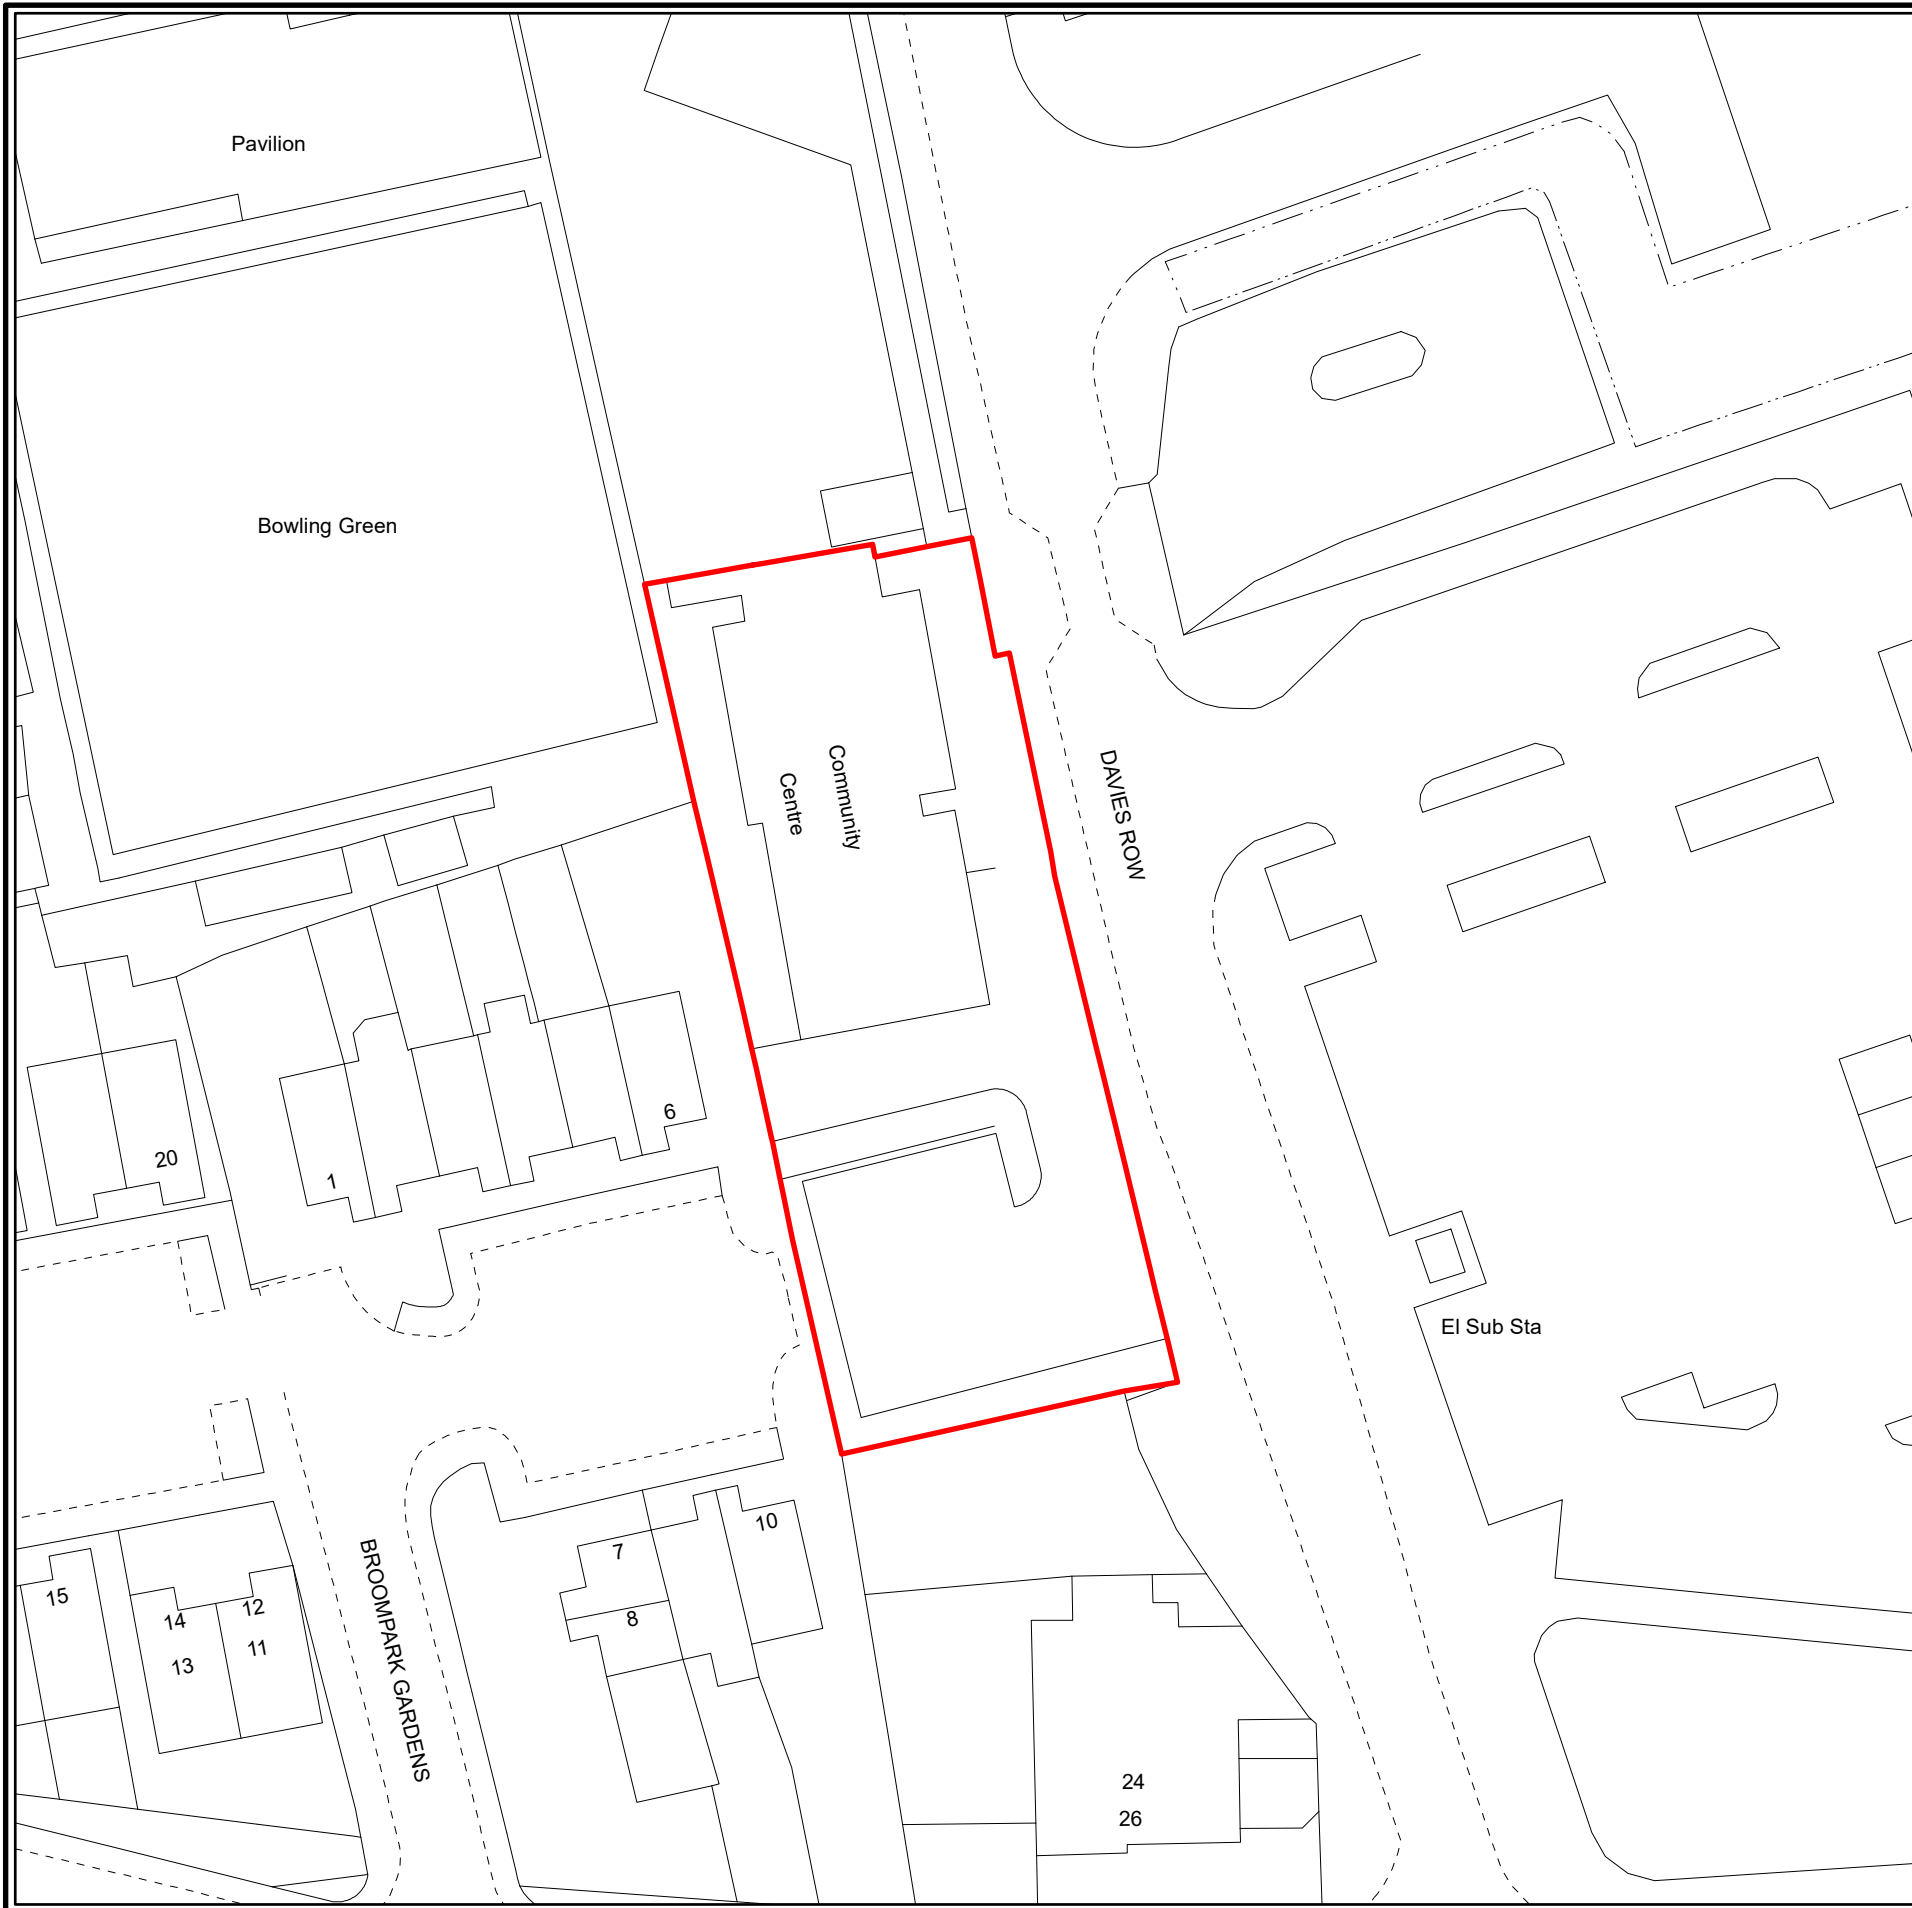 Pavilion
Bowling Green
Community
Centre
DAVIES ROW
6
20
1
El Sub Sta
10
7
15
12
14
8
11
13
BROOMPARK GARDENS
24
26